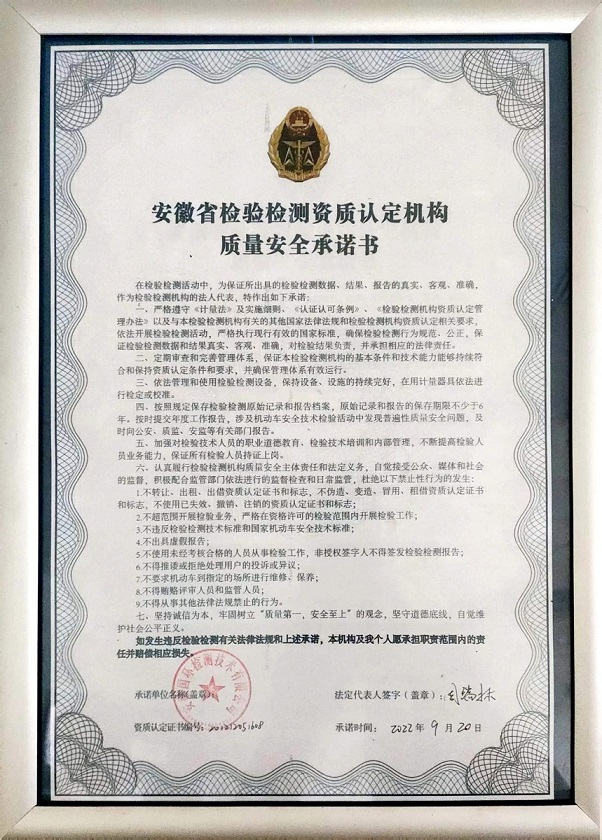 安徽省检验检测资质认定机构
质量安全承诺书
在检验检测活动中，为保证所出具的检验检测数据、结果、报告的真实、客观、准确，
作为检验检测机构的法人代表，特作出如下承诺：
一、严格遵守《计量法》及实施细则、《认证认可条例》、《检验检测机构资质认定管
理办法》以及与本检验检测机构有关的其他国家法律法规和检验检测机构资质认定相关要求，
依法开展检验检测活动，严格执行现行有效的国家标准，确保检验检测行为规范、公正，保
证检验检测数据和结果真实、客观、准确，对检验结果负责，并承担相应的法律责任。
二、定期审查和完善管理体系，保证本检验检测机构的基本条件和技术能力能够持续符
合和保持资质认定条件和要求，并确保管理体系有效运行。
三、依法管理和使用检验检测设备，保持设备、设施的持续完好，在用计量器具依法进
行检定或校准。
四、按照规定保存检验检测原始记录和报告档案，原始记录和报告的保存期限不少于6
年。按时提交年度工作报告，涉及机动车安全技术检验活动中发现普遍性质量安全问题，及
时向公安、质监、安监等有关部门报告。
五、加强对检验技术人员的职业道德教育、检验技术培训和内部管理，不断提高检验人
员业务能力，保证所有检验人员持证上岗。
六、认真履行检验检测机构质量安全主体责任和法定义务，自觉接受公众、媒体和社会
的监督，积极配合监管部门依法进行的监督检查和日常监管，杜绝以下禁止性行为的发生：
1.不转让、出租、出借资质认定证书和标志，不伪造、变造、冒用、租借资质认定证书
和标志，不使用已失效、撤销、注销的资质认定证书和标志；
2.不超范围开展检验业务，严格在资格许可的检验范围内开展检验工作；
3.不违反检验检测技术标准和国家机动车安全技术标准；
4.不出具虚假报告；
5.不使用未经考核合格的人员从事检验工作，非授权签字人不得签发检验检测报告；
6.不得推诿或拒绝处理用户的投诉或异议；
7.不要求机动车到指定的场所进行维修、保养；
8.不得贿赂评审人员和监管人员；
9.不得从事其他法律法规禁止的行为。
七、坚持诚信为本，牢固树立“质量第一，安全至上”的观念，坚守道德底线，自觉维
护社会公平正义。
如发生违反检验检测有关法律法规和上述承诺，本机构及我个人愿承担职责范围内的责
任并赔偿相应损失。
承诺单位名称(盖章)：
法定代表人签字（盖章）：
资质认定证书编号：
承诺时间：2022年9月20日